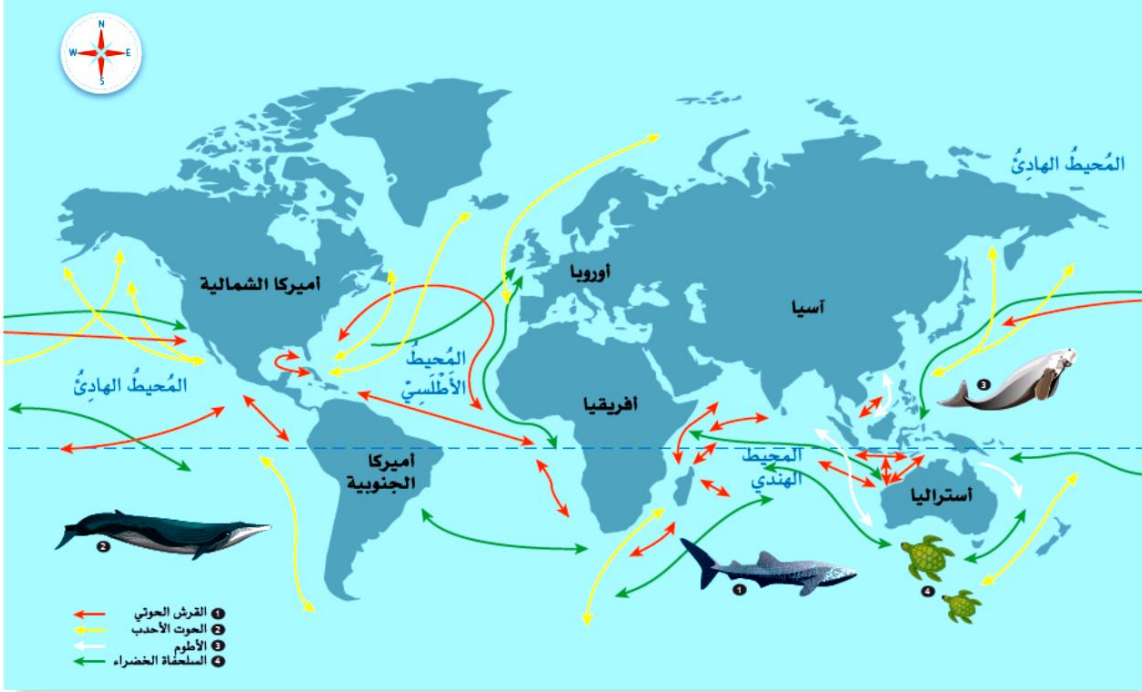 N
W E
S
المُحيطُ الهادِئُ
أميركا الشمالية
أوروبا
آسيا
المُحيطُ الهادِئُ
المُحيطُ
الأَطْلَسِيّ
أفريقيا
أميركا
الجنوبية
المحيط
الهندي
أستراليا
3
2
1
4
1 القرش الحوتي
2 الحوت الأحدب
3 الأطوم
4 السلحفاة الخضراء